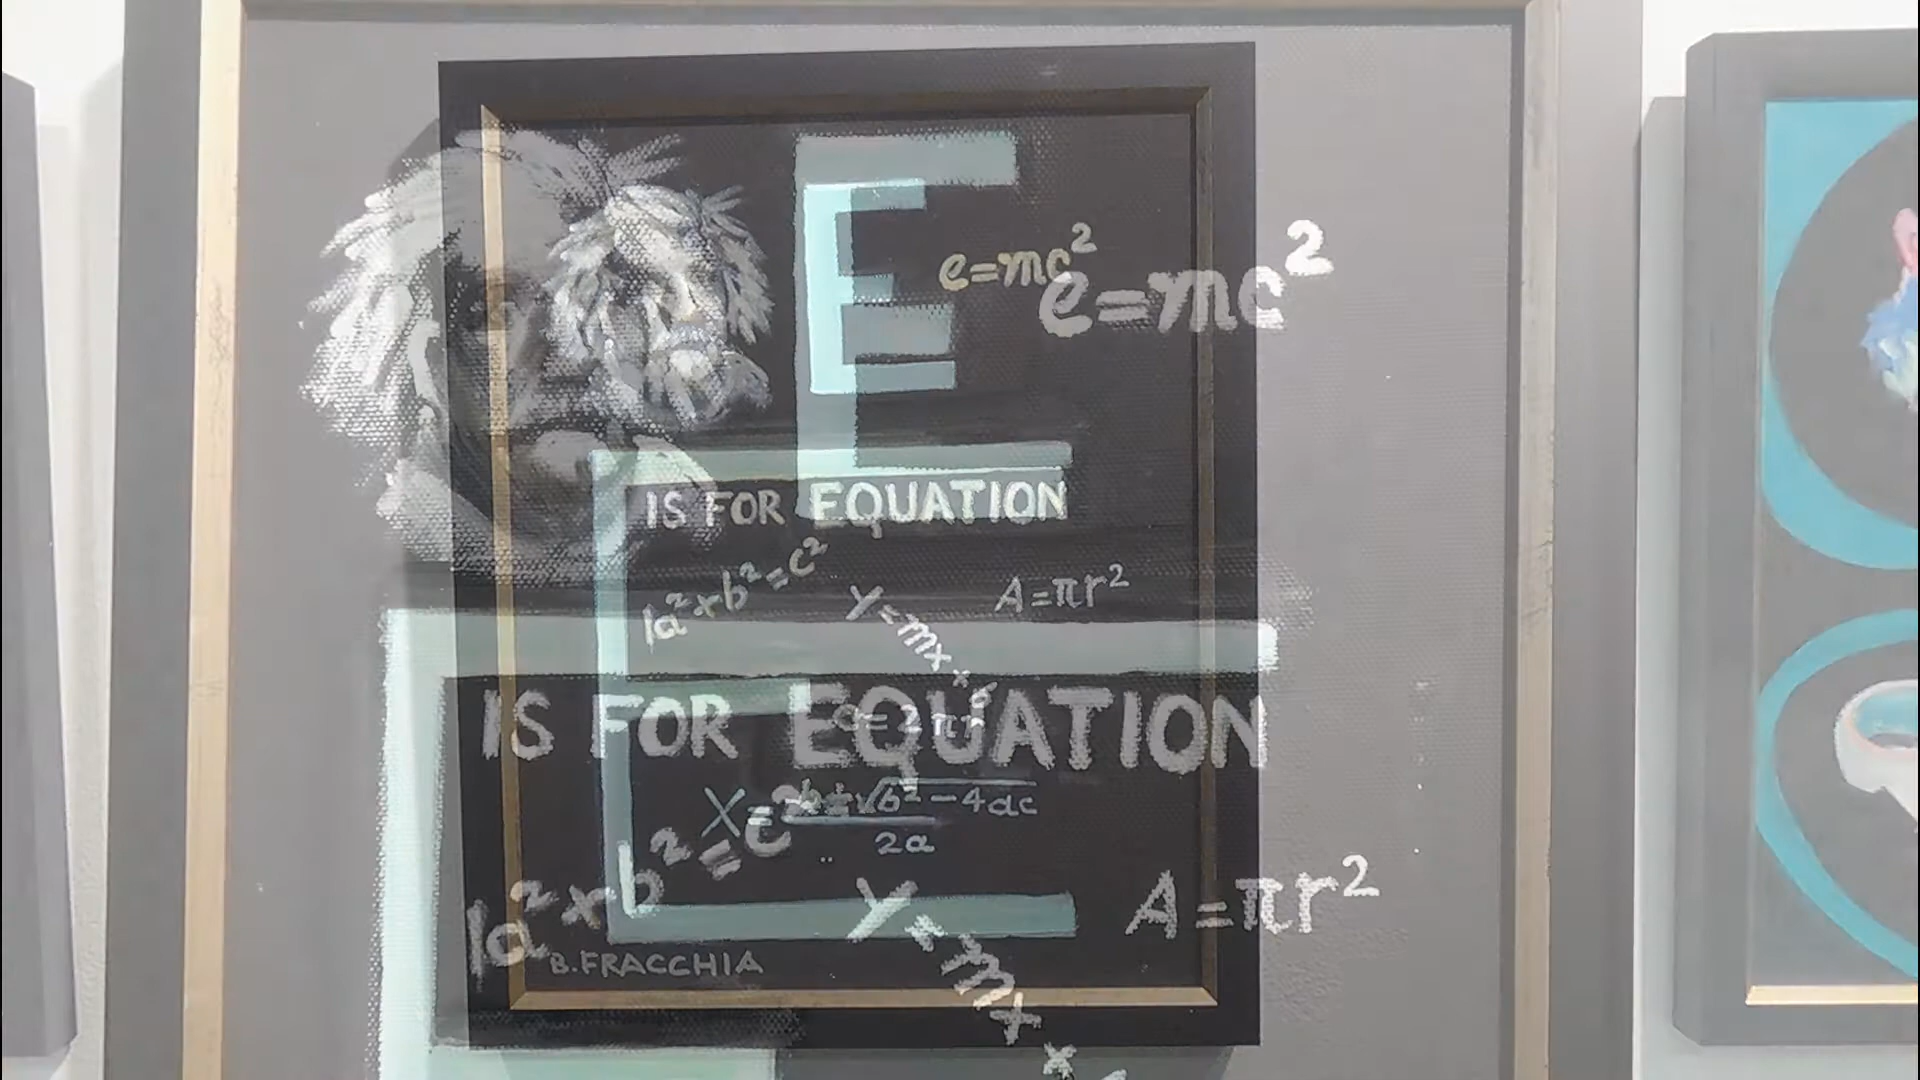 E
e=mc²
e=mc²
IS FOR EQUATION
a²+b²=c²
y=mx+b
A=πr²
IS FOR EQUATION
c=2πr
x=-b±√b²-4ac
2a
a²+b²=c²
y=mx+
A=πr²
B.FRACCHIA